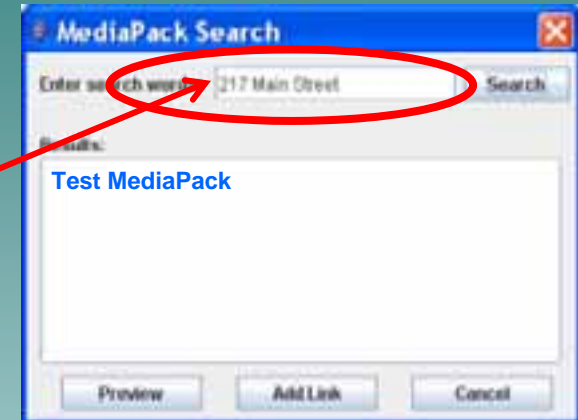 MediaPack Search
Enter search words: 217 Main Street Search
Results:
Test MediaPack
Preview Add Link Cancel